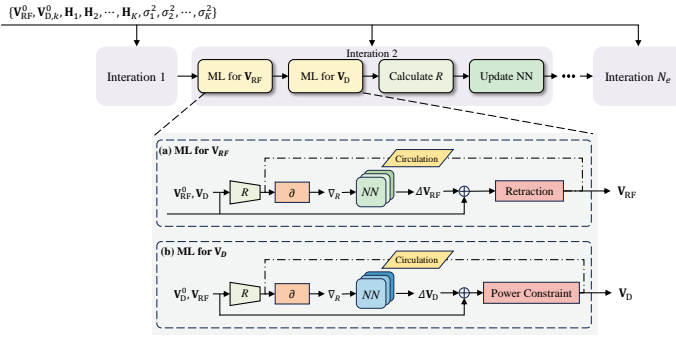 {𝐕⁰_RF, 𝐕⁰_D,k, 𝐇₁, 𝐇₂, ⋯, 𝐇_K, σ₁², σ₂², ⋯, σ_K²}
Interation 2
Interation 1
ML for 𝐕_RF
ML for 𝐕_D
Calculate R
Update NN
•••
Interation N_e
(a) ML for V_RF
Circulation
𝐕⁰_RF, 𝐕_D
R
∂
∇_R
NN
Δ𝐕_RF
Retraction
𝐕_RF
(b) ML for V_D
Circulation
𝐕⁰_D, 𝐕_RF
R
∂
∇_R
NN
Δ𝐕_D
Power Constraint
𝐕_D